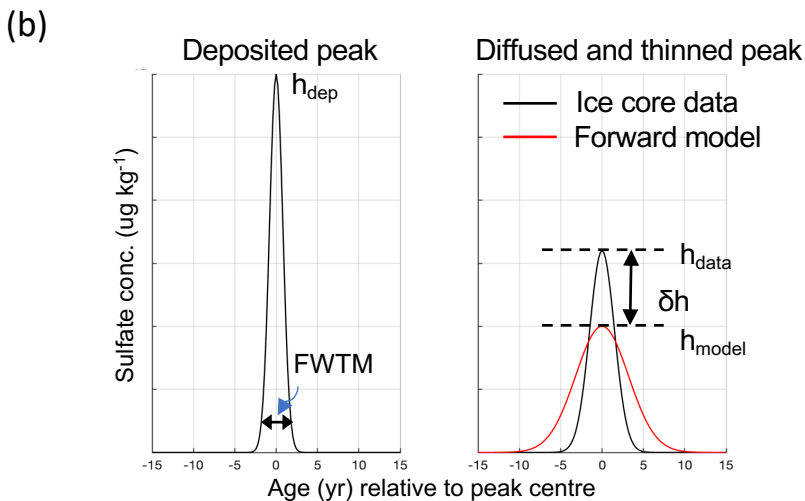 (b)
Deposited peak
Diffused and thinned peak
h_dep
Ice core data
Forward model
Sulfate conc. (ug kg⁻¹)
h_data
δh
h_model
FWTM
-15 -10 -5 0 5 10 15
-15 -10 -5 0 5 10 15
Age (yr) relative to peak centre